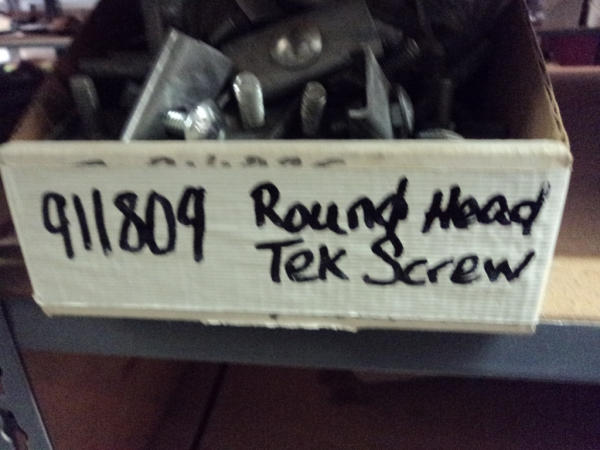 911809 Round Head
Tek Screw